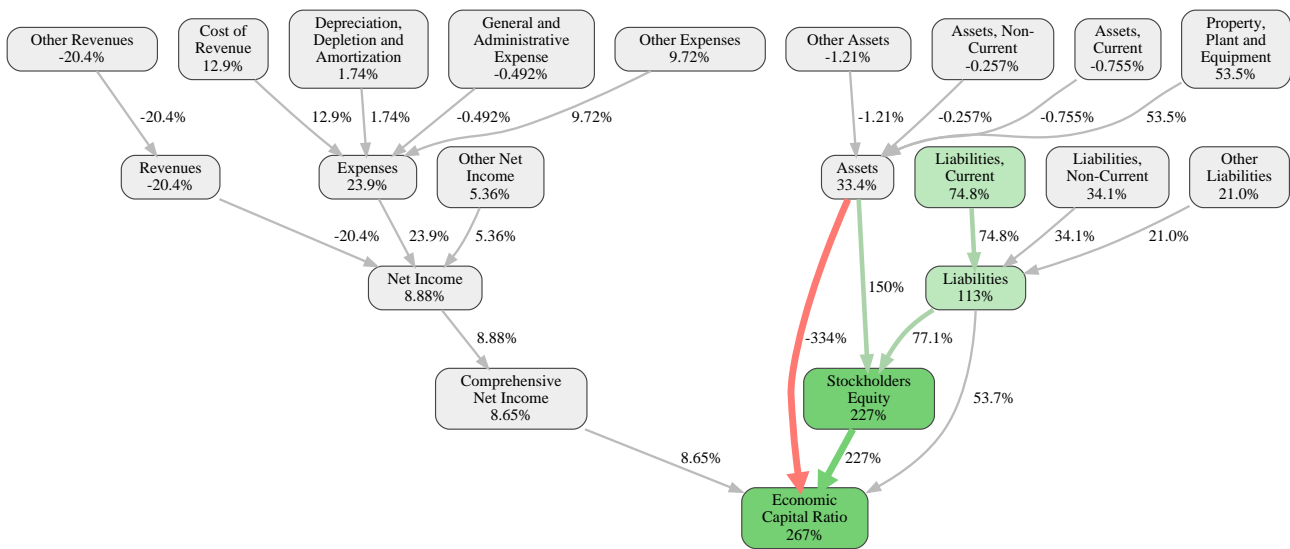 Other Revenues
-20.4%
Cost of
Revenue
12.9%
Depreciation,
Depletion and
Amortization
1.74%
General and
Administrative
Expense
-0.492%
Other Expenses
9.72%
Other Assets
-1.21%
Assets, Non-
Current
-0.257%
Assets,
Current
-0.755%
Property,
Plant and
Equipment
53.5%
-20.4%
12.9%
1.74%
-0.492%
9.72%
-1.21%
-0.257%
-0.755%
53.5%
Revenues
-20.4%
Expenses
23.9%
Other Net
Income
5.36%
Assets
33.4%
Liabilities,
Current
74.8%
Liabilities,
Non-Current
34.1%
Other
Liabilities
21.0%
-20.4%
23.9%
5.36%
74.8%
34.1%
21.0%
Net Income
8.88%
150%
Liabilities
113%
8.88%
-334%
77.1%
Comprehensive
Net Income
8.65%
Stockholders
Equity
227%
53.7%
8.65%
227%
Economic
Capital Ratio
267%